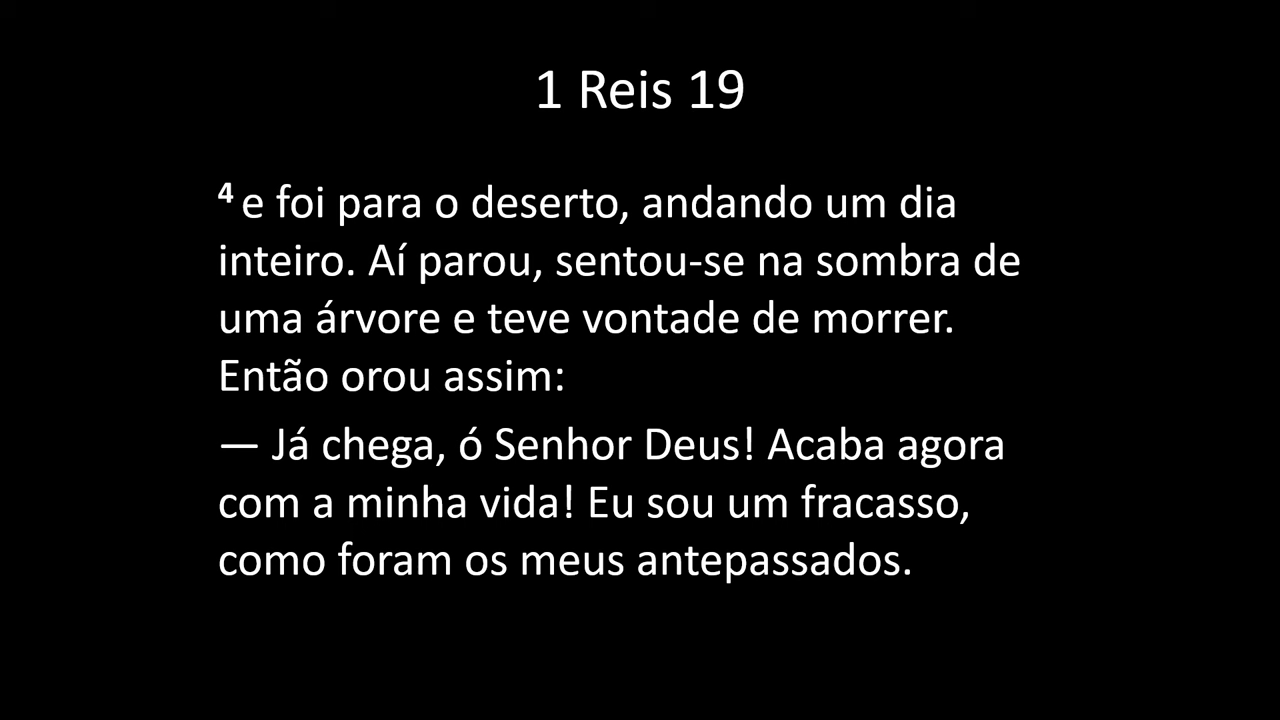 1 Reis 19
4 e foi para o deserto, andando um dia
inteiro. Aí parou, sentou-se na sombra de
uma árvore e teve vontade de morrer.
Então orou assim:
— Já chega, ó Senhor Deus! Acaba agora
com a minha vida! Eu sou um fracasso,
como foram os meus antepassados.